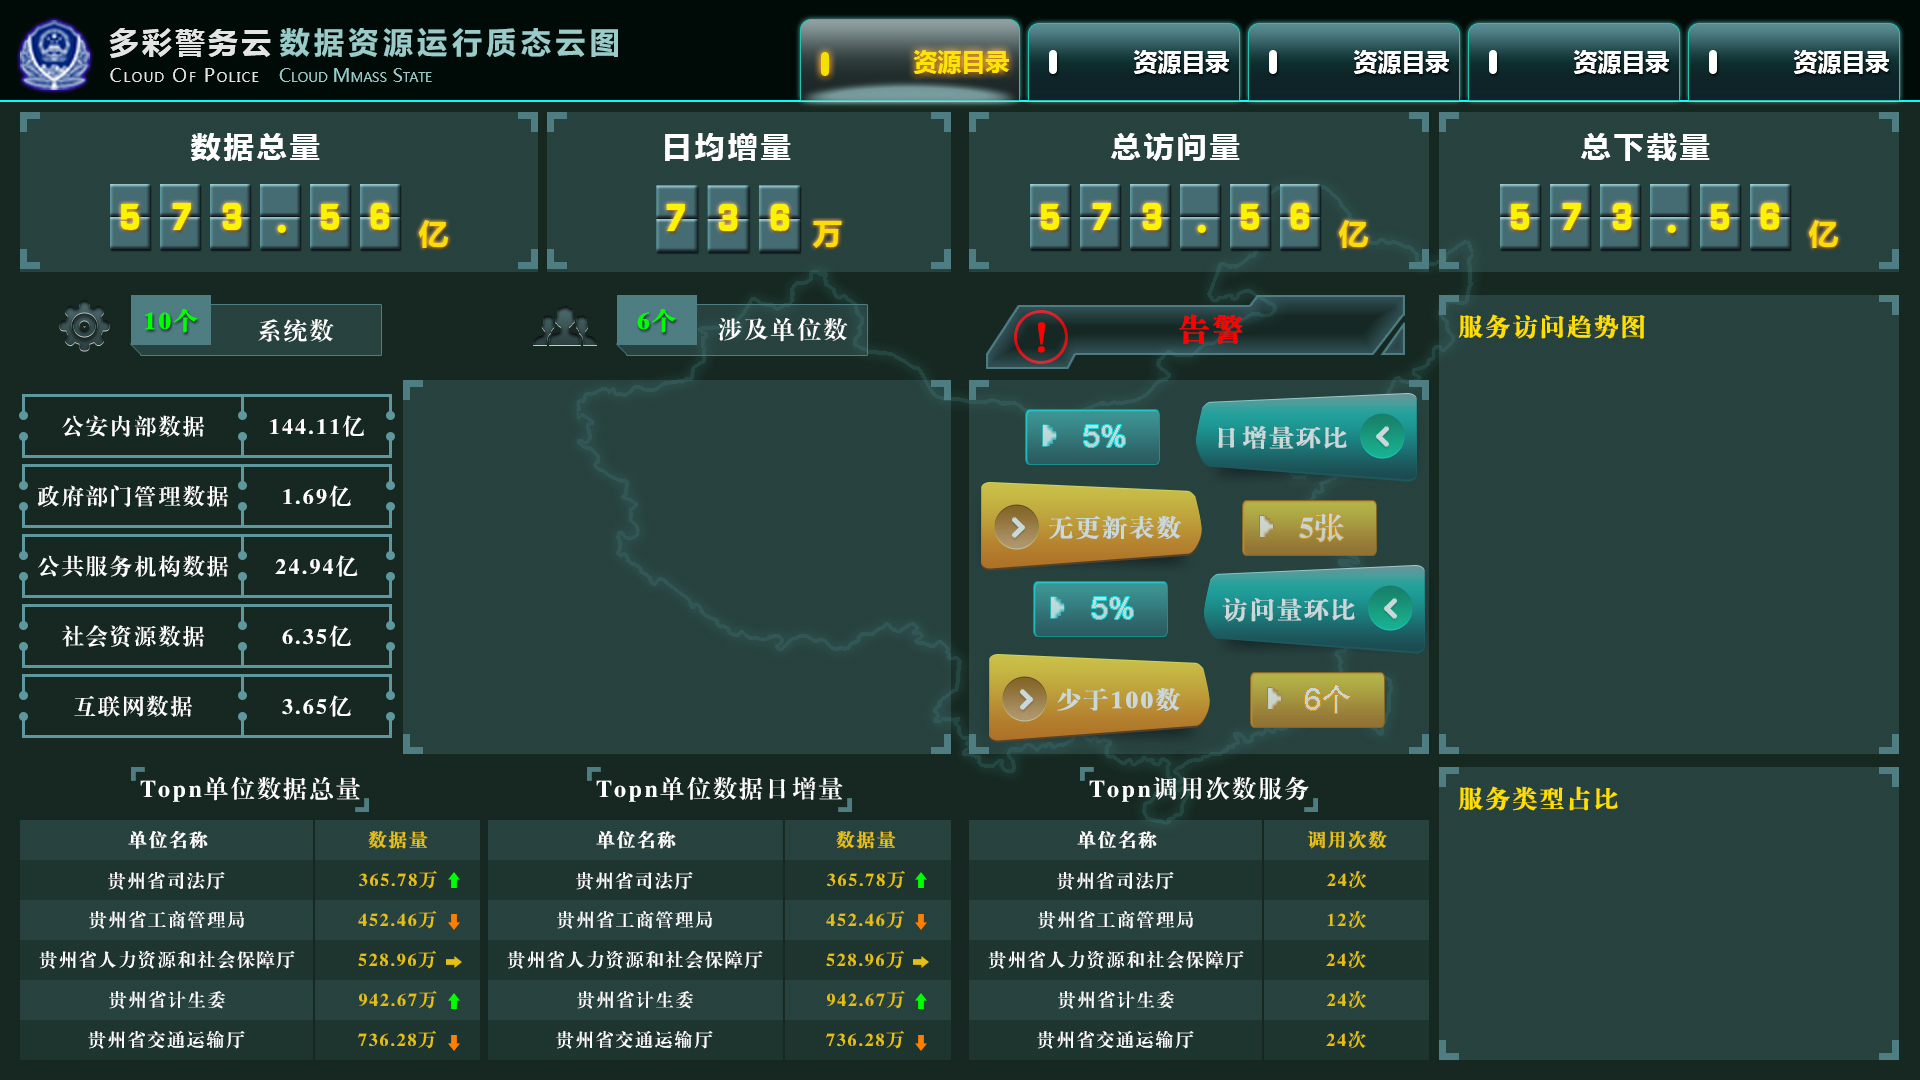 多彩警务云 数据资源运行质态云图
Cloud Of Police Cloud Mmass State
资源目录 资源目录 资源目录 资源目录 资源目录
数据总量 日均增量 总访问量 总下载量
573.56 亿 736 万 573.56 亿 573.56 亿
10个 系统数 6个 涉及单位数
! 告警
服务访问趋势图
公安内部数据 144.11亿
政府部门管理数据 1.69亿
公共服务机构数据 24.94亿
社会资源数据 6.35亿
互联网数据 3.65亿
5% 日增量环比
无更新表数 5张
5% 访问量环比
少于100数 6个
Topn单位数据总量
单位名称 数据量
贵州省司法厅 365.78万
贵州省工商管理局 452.46万
贵州省人力资源和社会保障厅 528.96万
贵州省计生委 942.67万
贵州省交通运输厅 736.28万
Topn单位数据日增量
单位名称 数据量
贵州省司法厅 365.78万
贵州省工商管理局 452.46万
贵州省人力资源和社会保障厅 528.96万
贵州省计生委 942.67万
贵州省交通运输厅 736.28万
Topn调用次数服务
单位名称 调用次数
贵州省司法厅 24次
贵州省工商管理局 12次
贵州省人力资源和社会保障厅 24次
贵州省计生委 24次
贵州省交通运输厅 24次
服务类型占比